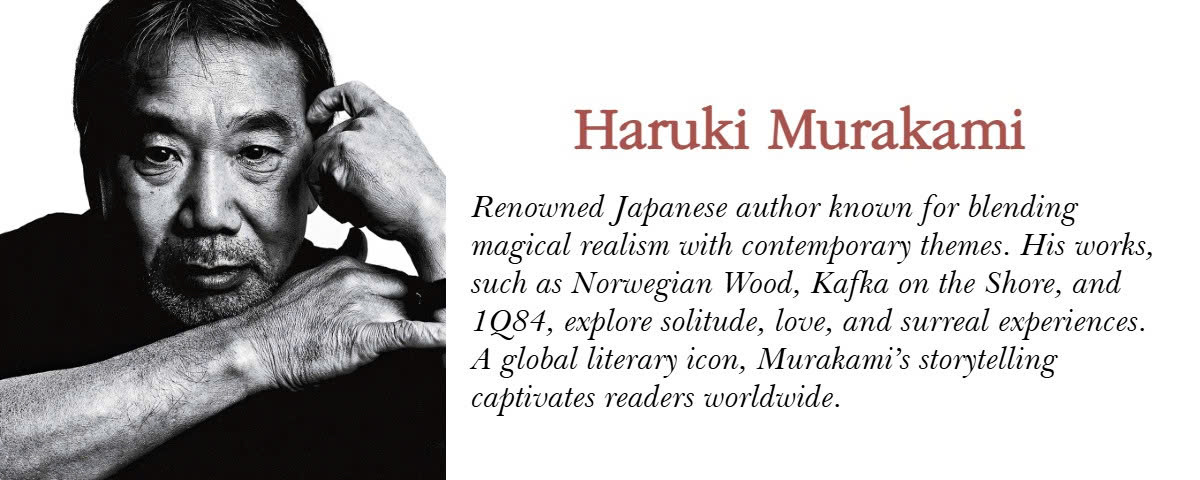 Haruki Murakami
Renowned Japanese author known for blending
magical realism with contemporary themes. His works,
such as Norwegian Wood, Kafka on the Shore, and
1Q84, explore solitude, love, and surreal experiences.
A global literary icon, Murakami’s storytelling
captivates readers worldwide.